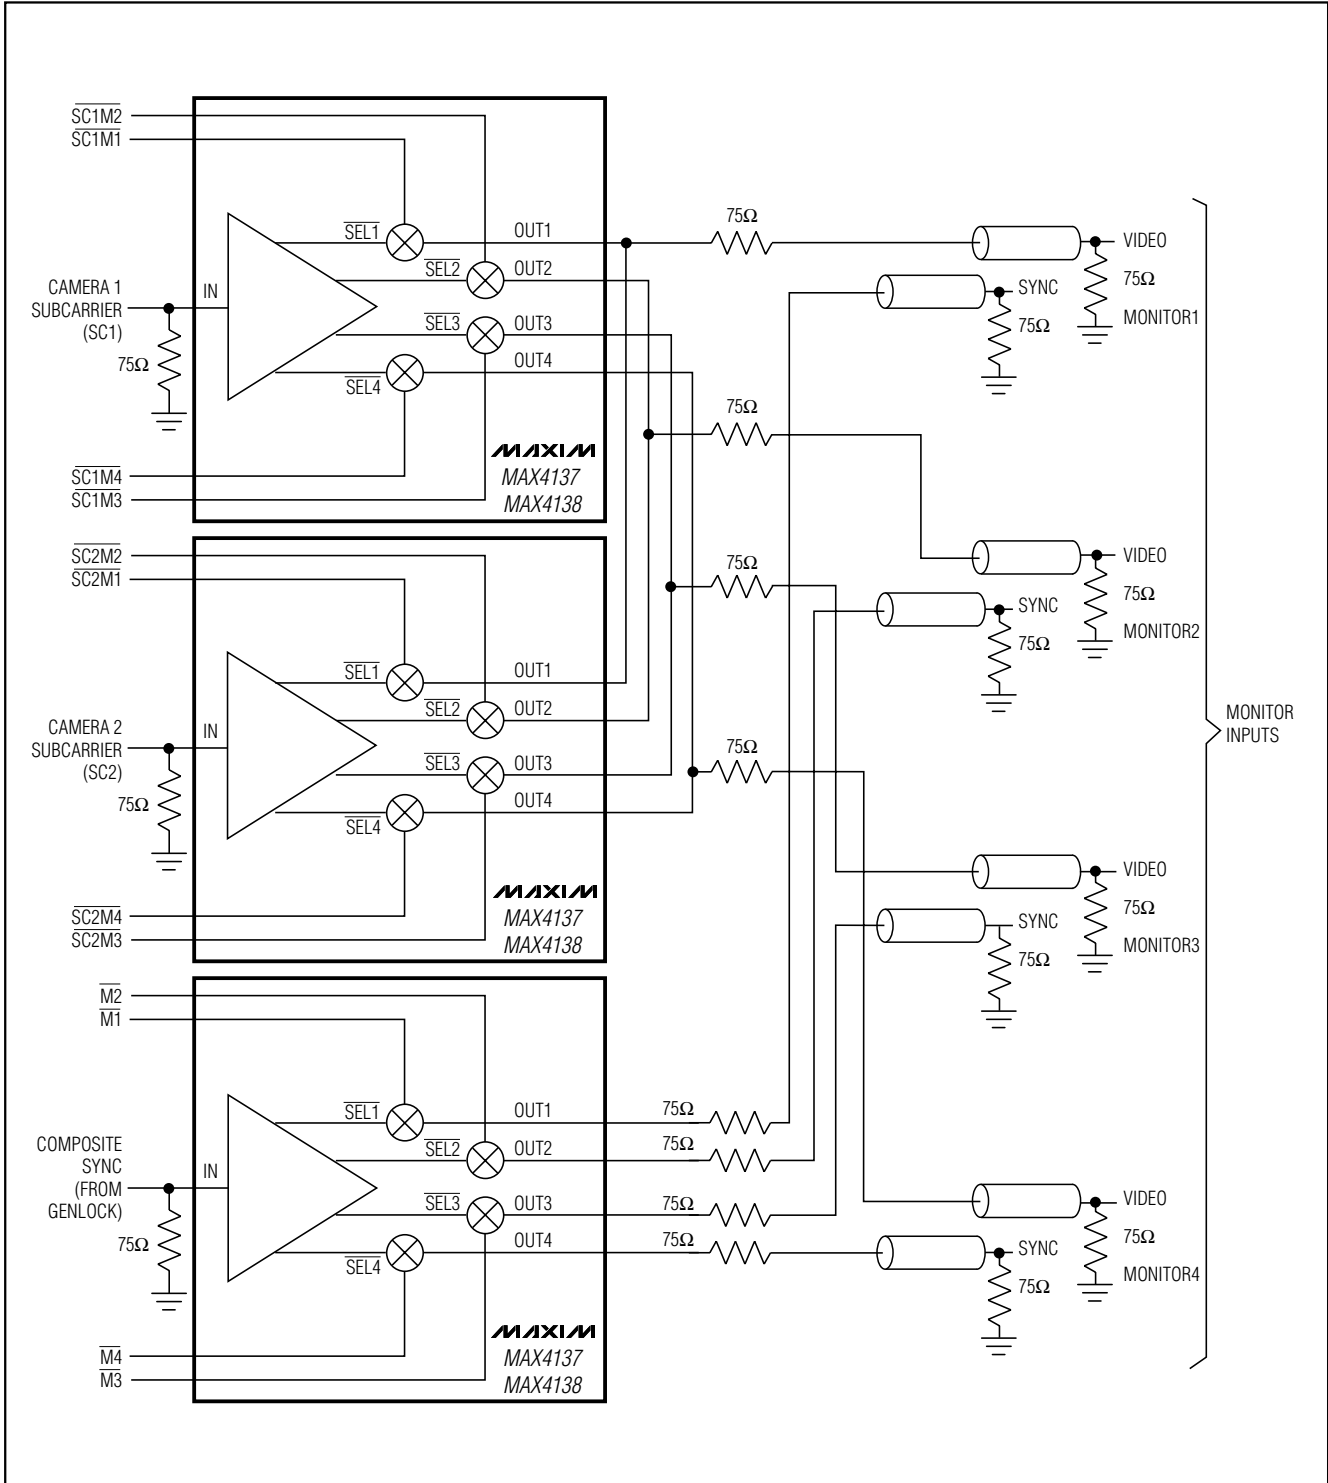 SC1M2
SC1M1
75Ω
VIDEO
SEL1
OUT1
SEL2
OUT2
75Ω
SYNC
CAMERA 1
SUBCARRIER
(SC1)
IN
SEL3
OUT3
75Ω
MONITOR1
75Ω
SEL4
OUT4
75Ω
MAXIM
MAX4137
MAX4138
SC1M4
SC1M3
SC2M2
SC2M1
75Ω
VIDEO
75Ω
SYNC
75Ω
MONITOR2
SEL1
OUT1
SEL2
OUT2
CAMERA 2
SUBCARRIER
(SC2)
IN
75Ω
MONITOR
INPUTS
SEL3
OUT3
75Ω
SEL4
OUT4
VIDEO
MAXIM
MAX4137
MAX4138
SC2M4
SC2M3
75Ω
SYNC
75Ω
MONITOR3
M2
M1
SEL1
OUT1
75Ω
SEL2
OUT2
75Ω
COMPOSITE
SYNC
(FROM
GENLOCK)
IN
SEL3
OUT3
75Ω
VIDEO
75Ω
SEL4
OUT4
75Ω
75Ω
SYNC
75Ω
MONITOR4
MAXIM
MAX4137
MAX4138
M4
M3